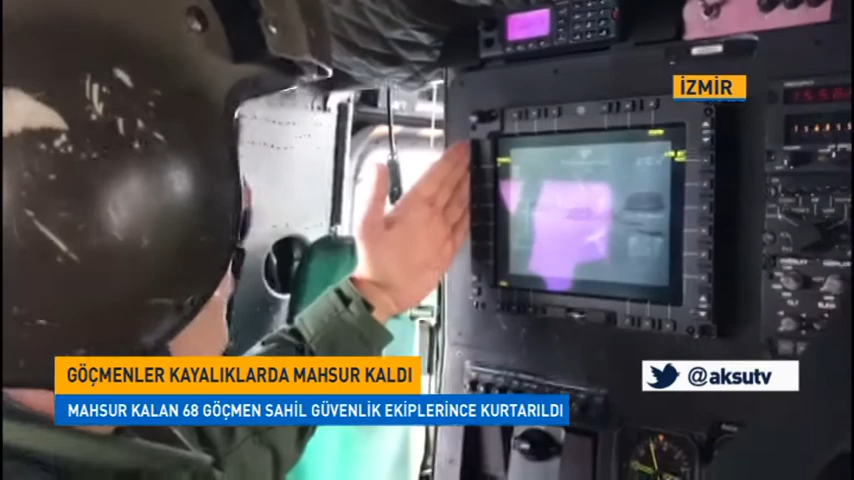 İZMİR
GÖÇMENLER KAYALIKLARDA MAHSUR KALDI
@aksutv
MAHSUR KALAN 68 GÖÇMEN SAHİL GÜVENLİK EKİPLERİNCE KURTARILDI